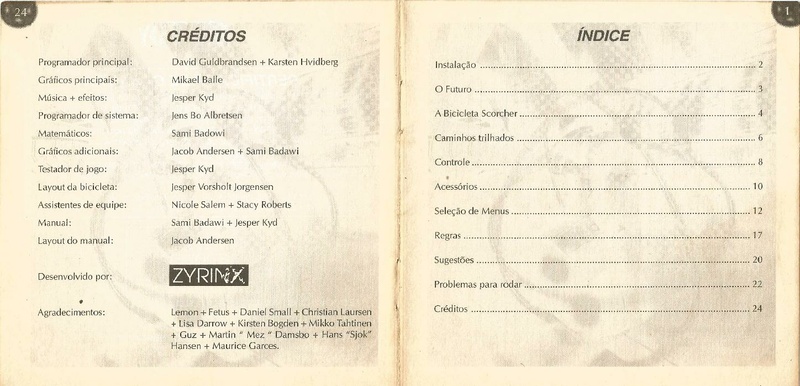 24
CRÉDITOS
Programador principal: David Guldbrandsen + Karsten Hvidberg
Gráficos principais: Mikael Balle
Música + efeitos: Jesper Kyd
Programador de sistema: Jens Bo Albretsen
Matemáticos: Sami Badowi
Gráficos adicionais: Jacob Andersen + Sami Badawi
Testador de jogo: Jesper Kyd
Layout da bicicleta: Jesper Vorsholt Jorgensen
Assistentes de equipe: Nicole Salem + Stacy Roberts
Manual: Sami Badawi + Jesper Kyd
Layout do manual: Jacob Andersen
Desenvolvido por: ZYRINX
Agradecimentos: Lemon + Fetus + Daniel Small + Christian Laursen
+ Lisa Darrow + Kirsten Bogden + Mikko Tahtinen
+ Guz + Martin " Mez " Damsbo + Hans "Sjok"
Hansen + Maurice Garces.
1
ÍNDICE
Instalação 2
O Futuro 3
A Bicicleta Scorcher 4
Caminhos trilhados 6
Controle 8
Acessórios 10
Seleção de Menus 12
Regras 17
Sugestões 20
Problemas para rodar 22
Créditos 24